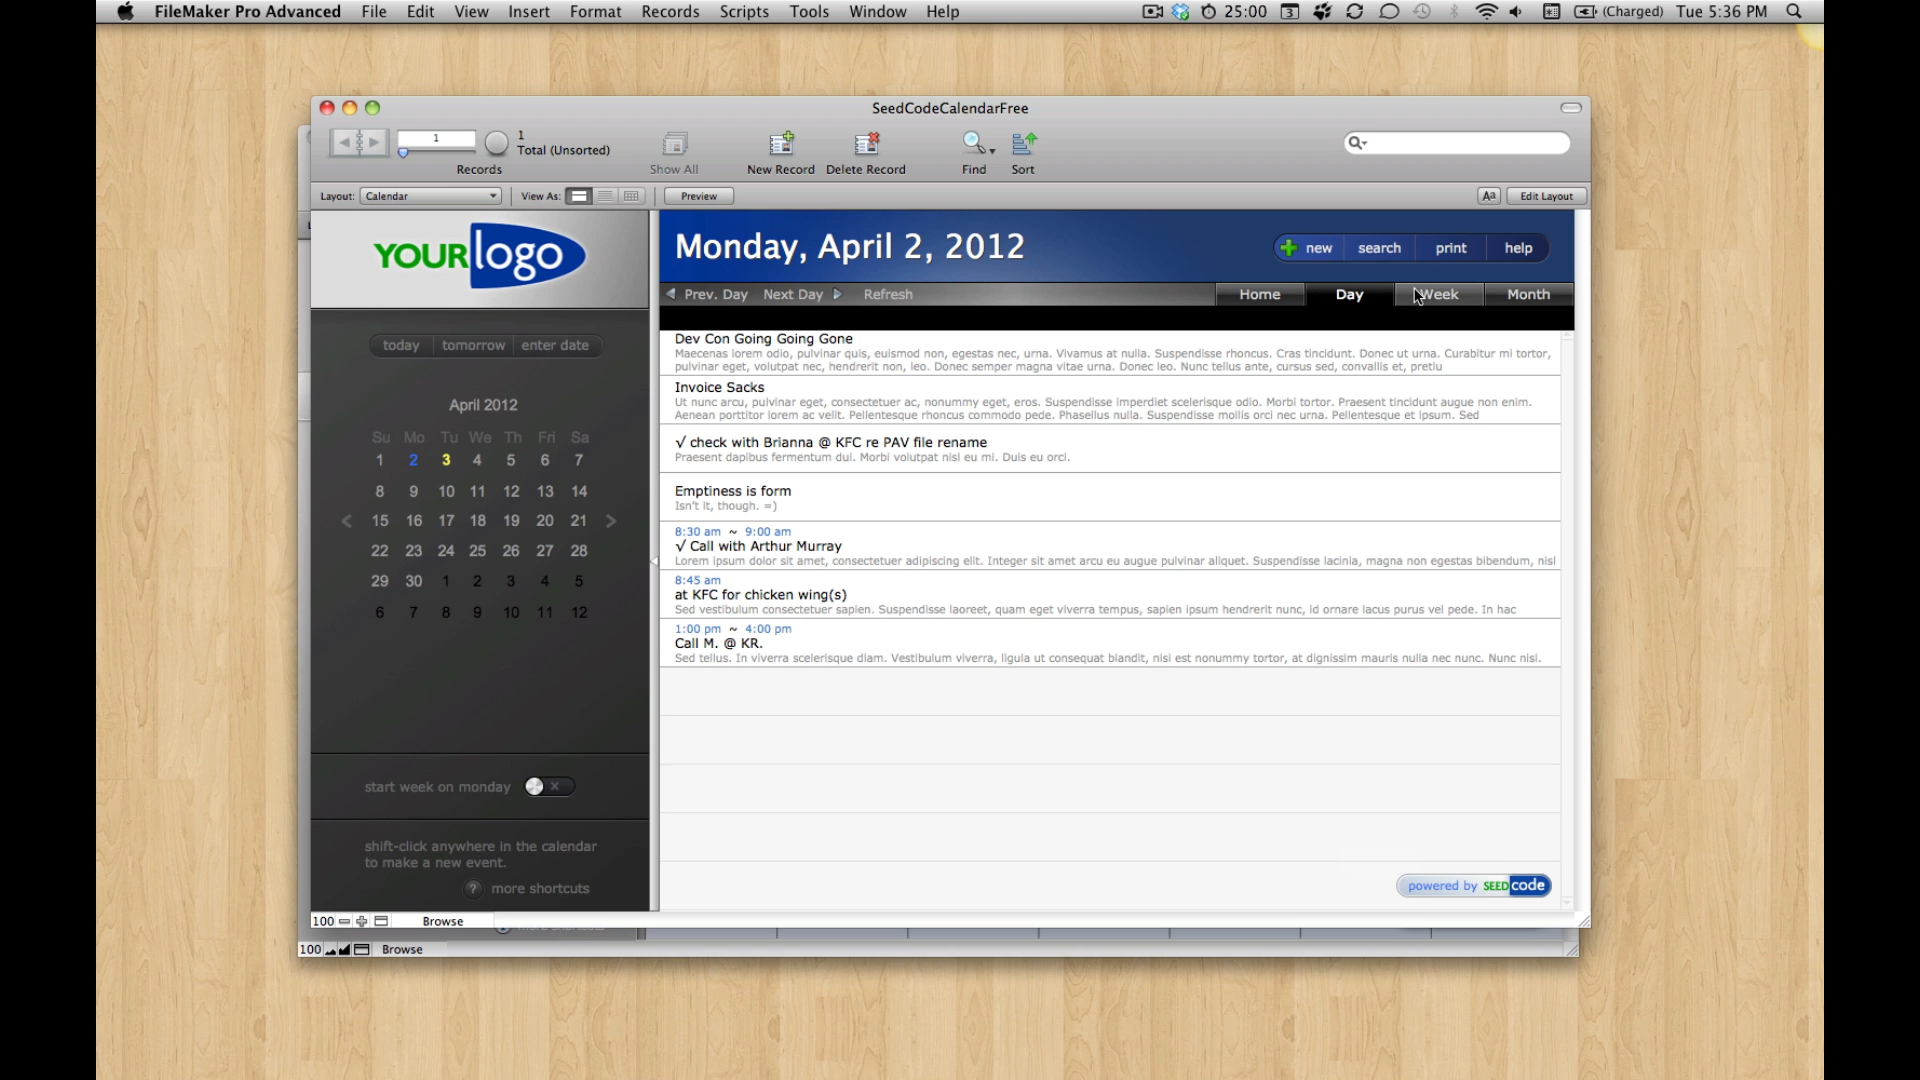 FileMaker Pro Advanced File Edit View Insert Format Records Scripts Tools Window Help 25:00 3 (Charged) Tue 5:36 PM
SeedCodeCalendarFree
1
1
Total (Unsorted)
Records Show All New Record Delete Record Find Sort
Layout: Calendar View As: Preview Aa Edit Layout
YOUR logo
Monday, April 2, 2012
new search print help
Prev. Day Next Day Refresh Home Day Week Month
today tomorrow enter date
April 2012
Su Mo Tu We Th Fri Sa
1 2 3 4 5 6 7
8 9 10 11 12 13 14
15 16 17 18 19 20 21
22 23 24 25 26 27 28
29 30 1 2 3 4 5
6 7 8 9 10 11 12
start week on monday
shift-click anywhere in the calendar
to make a new event.
? more shortcuts
Dev Con Going Going Gone
Maecenas lorem odio, pulvinar quis, euismod non, egestas nec, urna. Vivamus at nulla. Suspendisse rhoncus. Cras tincidunt. Donec ut urna. Curabitur mi tortor,
pulvinar eget, volutpat nec, hendrerit non, leo. Donec semper magna vitae urna. Donec leo. Nunc tellus ante, cursus sed, convallis et, pretiu
Invoice Sacks
Ut nunc arcu, pulvinar eget, consectetuer ac, nonummy eget, eros. Suspendisse imperdiet scelerisque odio. Morbi tortor. Praesent tincidunt augue non enim.
Aenean porttitor lorem ac velit. Pellentesque rhoncus commodo pede. Phasellus nulla. Suspendisse mollis orci nec urna. Pellentesque et ipsum. Sed
√ check with Brianna @ KFC re PAV file rename
Praesent dapibus fermentum dui. Morbi volutpat nisl eu mi. Duis eu orci.
Emptiness is form
Isn't it, though. =)
8:30 am ~ 9:00 am
√ Call with Arthur Murray
Lorem ipsum dolor sit amet, consectetuer adipiscing elit. Integer sit amet arcu eu augue pulvinar aliquet. Suspendisse lacinia, magna non egestas bibendum, nisl
8:45 am
at KFC for chicken wing(s)
Sed vestibulum consectetuer sapien. Suspendisse laoreet, quam eget viverra tempus, sapien ipsum hendrerit nunc, id ornare lacus purus vel pede. In hac
1:00 pm ~ 4:00 pm
Call M. @ KR.
Sed tellus. In viverra scelerisque diam. Vestibulum viverra, ligula ut consequat blandit, nisi est nonummy tortor, at dignissim mauris nulla nec nunc. Nunc nisi.
powered by SEEDcode
100 Browse
100 Browse